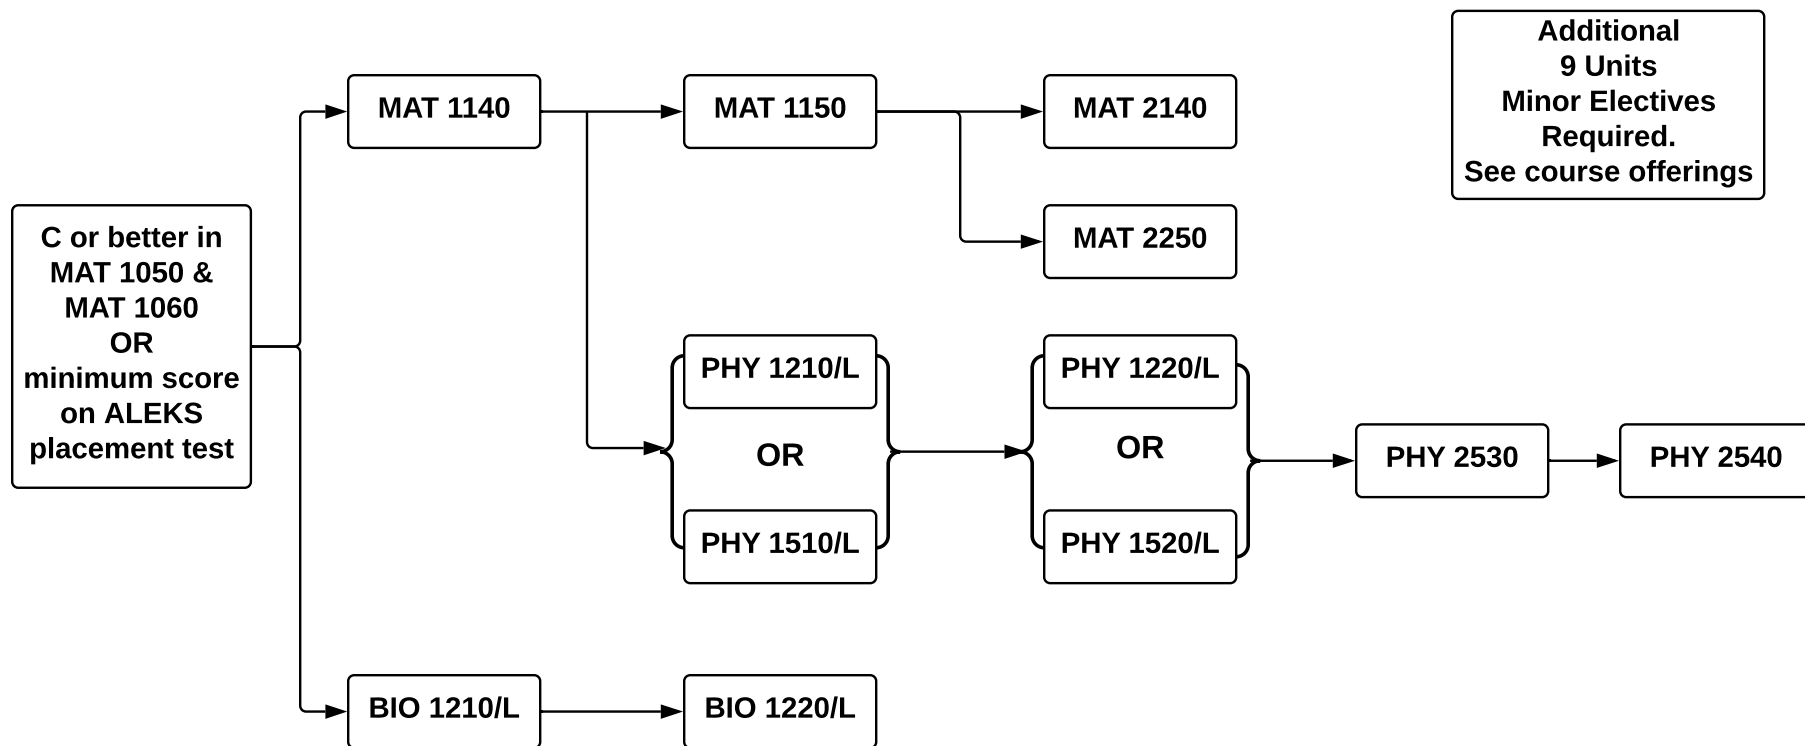 Additional
9 Units
Minor Electives
Required.
See course offerings
MAT 1140
MAT 1150
MAT 2140
C or better in
MAT 1050 &
MAT 1060
OR
minimum score
on ALEKS
placement test
MAT 2250
PHY 1210/L
OR
PHY 1510/L
PHY 1220/L
OR
PHY 1520/L
PHY 2530
PHY 2540
BIO 1210/L
BIO 1220/L